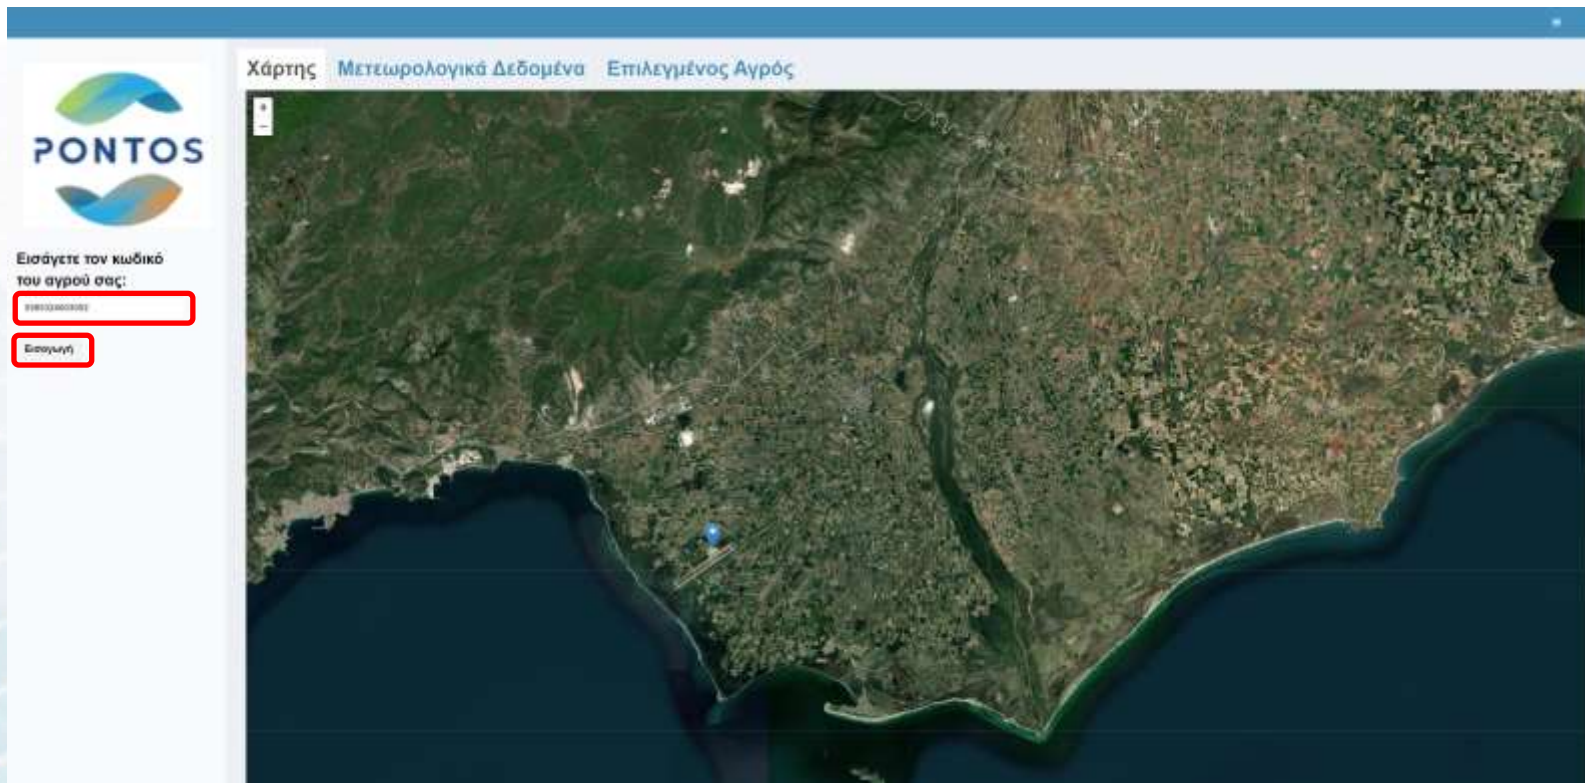 Χάρτης Μετεωρολογικά Δεδομένα Επιλεγμένος Αγρός
+
−
PONTOS
Εισάγετε τον κωδικό
του αγρού σας:
Εισαγωγή